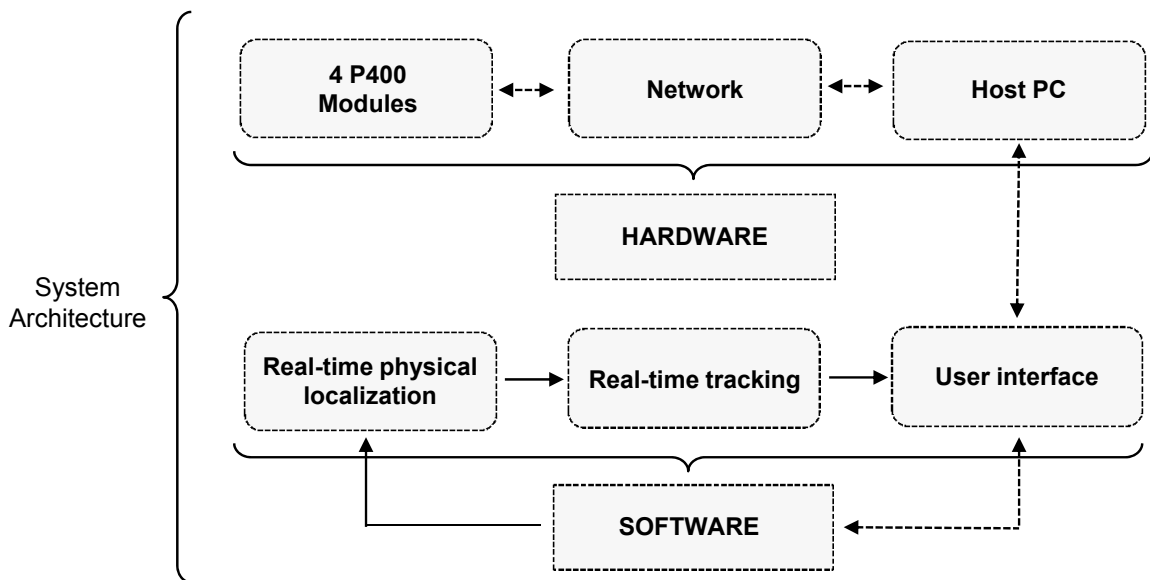 4 P400
Modules
Network
Host PC
HARDWARE
System
Architecture
Real-time physical
localization
Real-time tracking
User interface
SOFTWARE